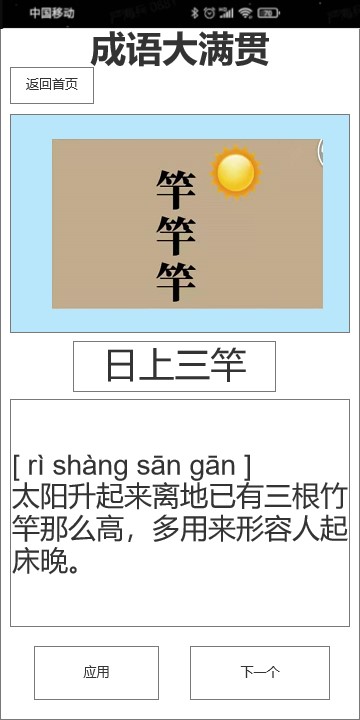 中国移动
70
成语大满贯
返回首页
竿
竿
竿
日上三竿
[ rì shàng sān gān ]
太阳升起来离地已有三根竹
竿那么高，多用来形容人起
床晚。
应用
下一个